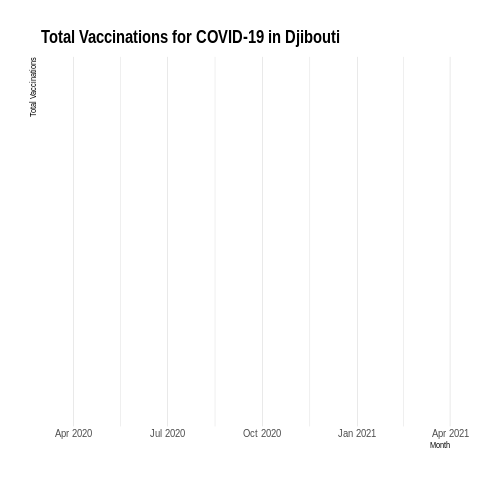 Total Vaccinations for COVID-19 in Djibouti
Total Vaccinations
Apr 2020 Jul 2020 Oct 2020 Jan 2021 Apr 2021
Month